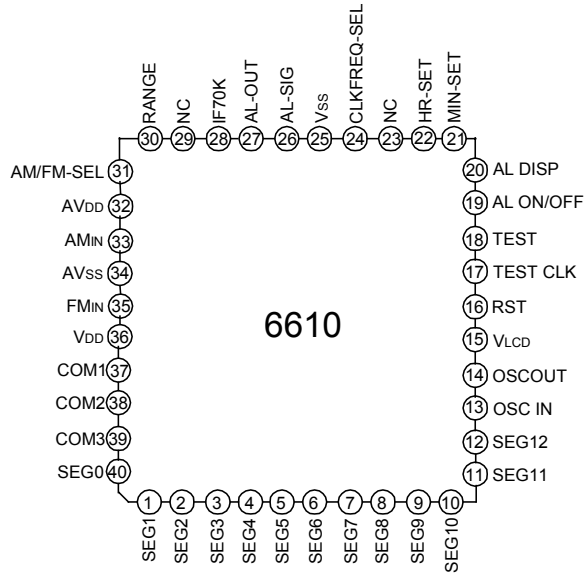 RANGE
NC
IF70K
AL-OUT
AL-SIG
Vss
CLKFREQ-SEL
NC
HR-SET
MIN-SET
30 29 28 27 26 25 24 23 22 21
AM/FM-SEL 31
AVDD 32
AMIN 33
AVss 34
FMIN 35
VDD 36
COM1 37
COM2 38
COM3 39
SEG0 40
6610
20 AL DISP
19 AL ON/OFF
18 TEST
17 TEST CLK
16 RST
15 VLCD
14 OSCOUT
13 OSC IN
12 SEG12
11 SEG11
1 2 3 4 5 6 7 8 9 10
SEG1
SEG2
SEG3
SEG4
SEG5
SEG6
SEG7
SEG8
SEG9
SEG10